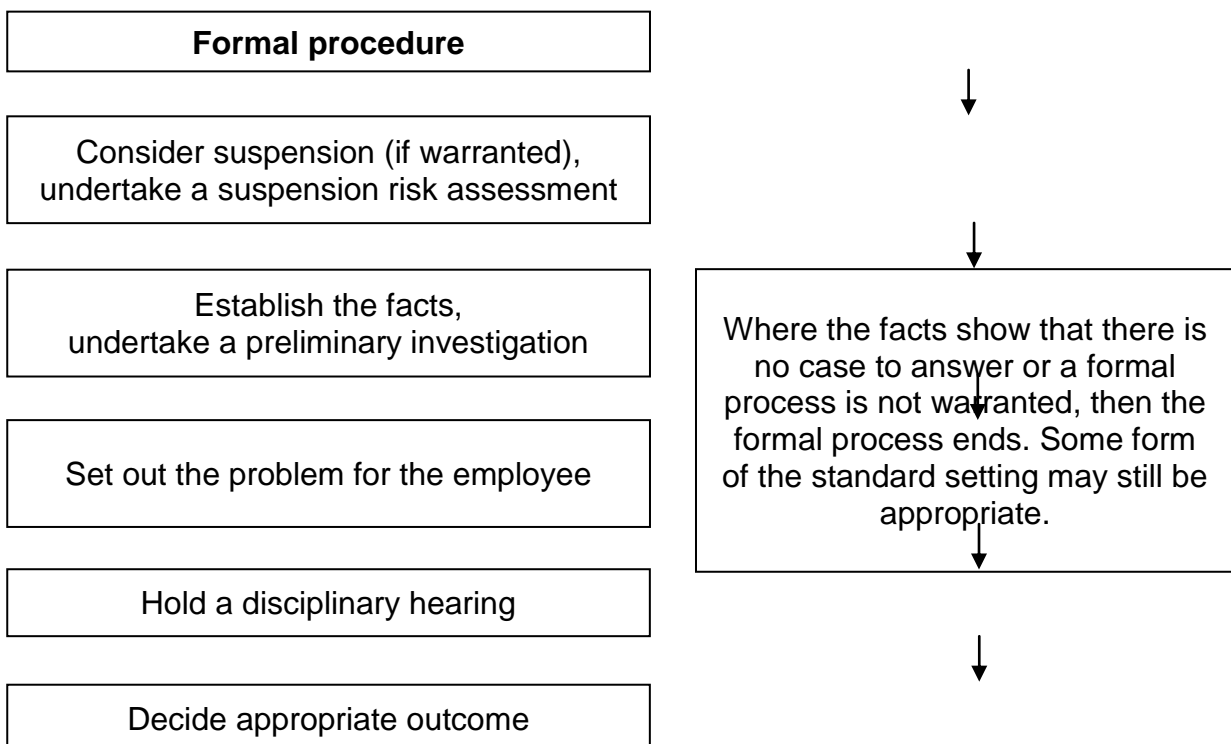 Formal procedure
Consider suspension (if warranted),
undertake a suspension risk assessment
Establish the facts,
undertake a preliminary investigation
Set out the problem for the employee
Hold a disciplinary hearing
Decide appropriate outcome
Where the facts show that there is
no case to answer or a formal
process is not warranted, then the
formal process ends. Some form
of the standard setting may still be
appropriate.